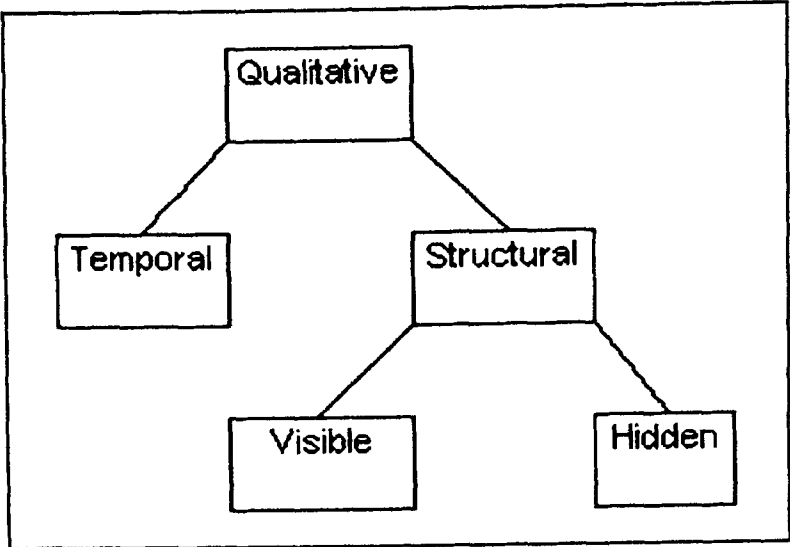 Qualitative
Temporal
Structural
Visible
Hidden